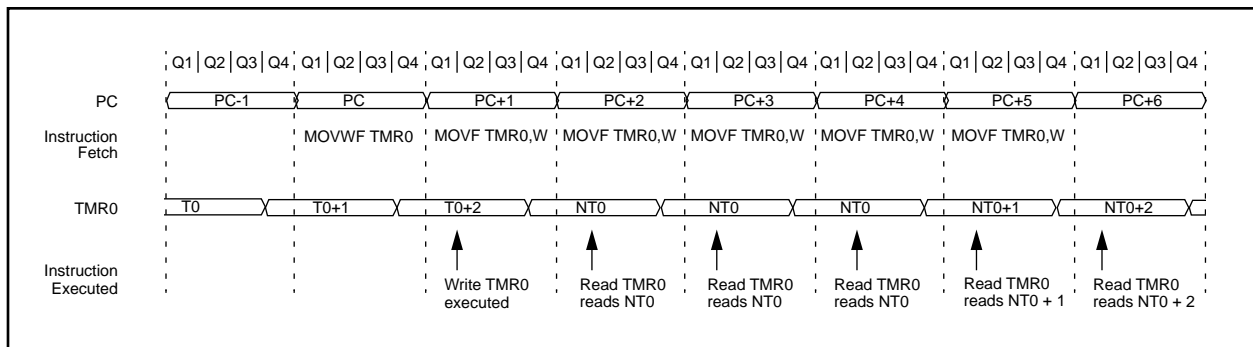 Q1 Q2 Q3 Q4 Q1 Q2 Q3 Q4 Q1 Q2 Q3 Q4 Q1 Q2 Q3 Q4 Q1 Q2 Q3 Q4 Q1 Q2 Q3 Q4 Q1 Q2 Q3 Q4 Q1 Q2 Q3 Q4
PC PC-1 PC PC+1 PC+2 PC+3 PC+4 PC+5 PC+6
Instruction
Fetch
MOVWF TMR0 MOVF TMR0,W MOVF TMR0,W MOVF TMR0,W MOVF TMR0,W MOVF TMR0,W
TMR0 T0 T0+1 T0+2 NT0 NT0 NT0 NT0+1 NT0+2
Instruction
Executed
Write TMR0
executed
Read TMR0
reads NT0
Read TMR0
reads NT0
Read TMR0
reads NT0
Read TMR0
reads NT0 + 1
Read TMR0
reads NT0 + 2